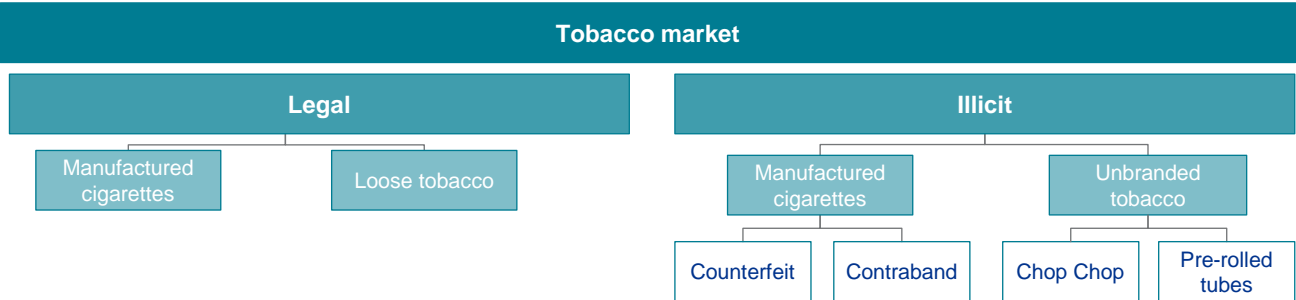 Tobacco market
Legal
Illicit
Manufactured
cigarettes
Loose tobacco
Manufactured
cigarettes
Unbranded
tobacco
Counterfeit
Contraband
Chop Chop
Pre-rolled
tubes